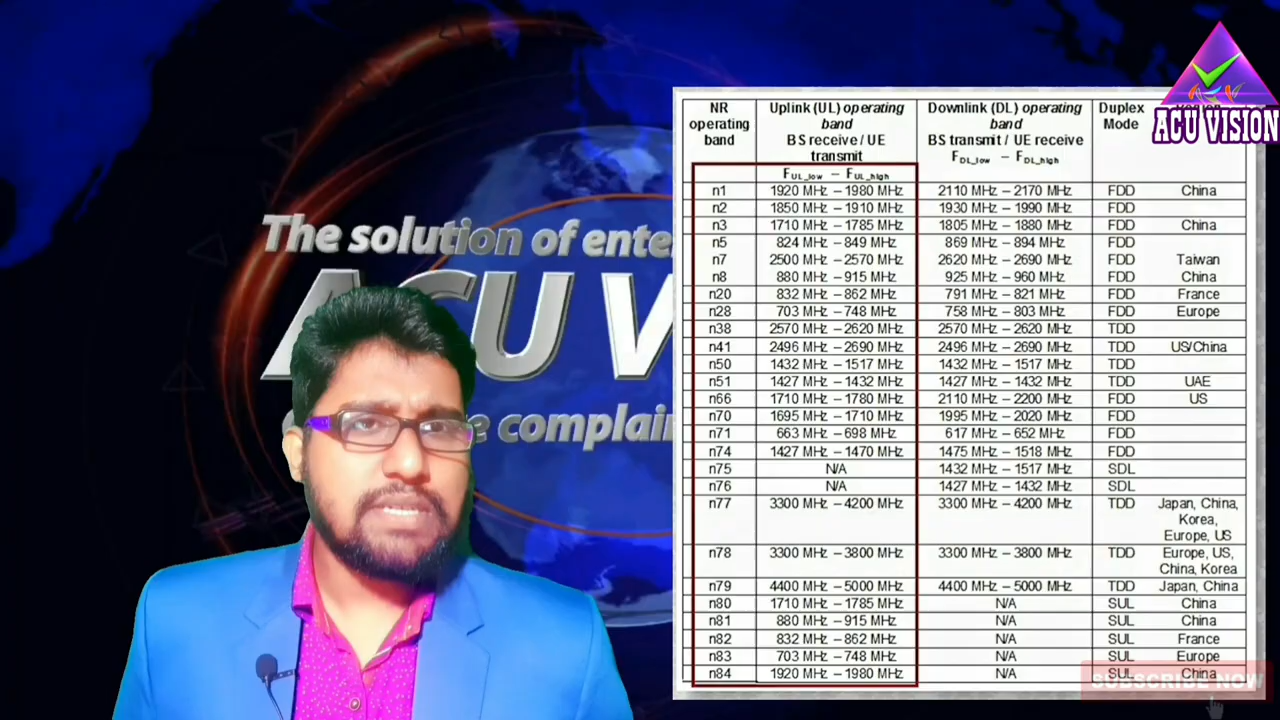 ACU VISION
The solution of ente
ACU V
e complain
NR operating band | Uplink (UL) operating band BS receive / UE transmit | Downlink (DL) operating band BS transmit / UE receive FDL_low – FDL_high | Duplex Mode
FUL_low – FUL_high
n1 1920 MHz – 1980 MHz 2110 MHz – 2170 MHz FDD China
n2 1850 MHz – 1910 MHz 1930 MHz – 1990 MHz FDD
n3 1710 MHz – 1785 MHz 1805 MHz – 1880 MHz FDD China
n5 824 MHz – 849 MHz 869 MHz – 894 MHz FDD
n7 2500 MHz – 2570 MHz 2620 MHz – 2690 MHz FDD Taiwan
n8 880 MHz – 915 MHz 925 MHz – 960 MHz FDD China
n20 832 MHz – 862 MHz 791 MHz – 821 MHz FDD France
n28 703 MHz – 748 MHz 758 MHz – 803 MHz FDD Europe
n38 2570 MHz – 2620 MHz 2570 MHz – 2620 MHz TDD
n41 2496 MHz – 2690 MHz 2496 MHz – 2690 MHz TDD US/China
n50 1432 MHz – 1517 MHz 1432 MHz – 1517 MHz TDD
n51 1427 MHz – 1432 MHz 1427 MHz – 1432 MHz TDD UAE
n66 1710 MHz – 1780 MHz 2110 MHz – 2200 MHz FDD US
n70 1695 MHz – 1710 MHz 1995 MHz – 2020 MHz FDD
n71 663 MHz – 698 MHz 617 MHz – 652 MHz FDD
n74 1427 MHz – 1470 MHz 1475 MHz – 1518 MHz FDD
n75 N/A 1432 MHz – 1517 MHz SDL
n76 N/A 1427 MHz – 1432 MHz SDL
n77 3300 MHz – 4200 MHz 3300 MHz – 4200 MHz TDD Japan, China, Korea, Europe, US
n78 3300 MHz – 3800 MHz 3300 MHz – 3800 MHz TDD Europe, US, China, Korea
n79 4400 MHz – 5000 MHz 4400 MHz – 5000 MHz TDD Japan, China
n80 1710 MHz – 1785 MHz N/A SUL China
n81 880 MHz – 915 MHz N/A SUL China
n82 832 MHz – 862 MHz N/A SUL France
n83 703 MHz – 748 MHz N/A SUL Europe
n84 1920 MHz – 1980 MHz N/A SUL China
SUBSCRIBE NOW